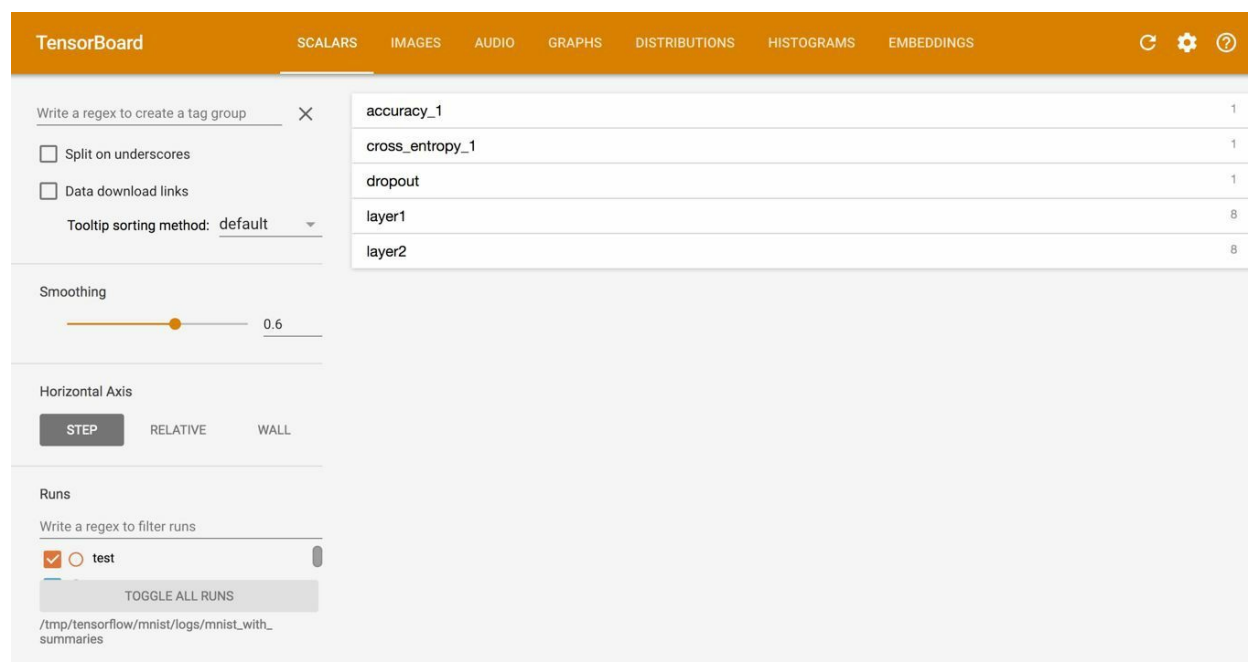 TensorBoard SCALARS IMAGES AUDIO GRAPHS DISTRIBUTIONS HISTOGRAMS EMBEDDINGS
Write a regex to create a tag group
Split on underscores
Data download links
Tooltip sorting method: default
Smoothing
0.6
Horizontal Axis
STEP RELATIVE WALL
Runs
Write a regex to filter runs
test
TOGGLE ALL RUNS
/tmp/tensorflow/mnist/logs/mnist_with_
summaries
accuracy_1 1
cross_entropy_1 1
dropout 1
layer1 8
layer2 8